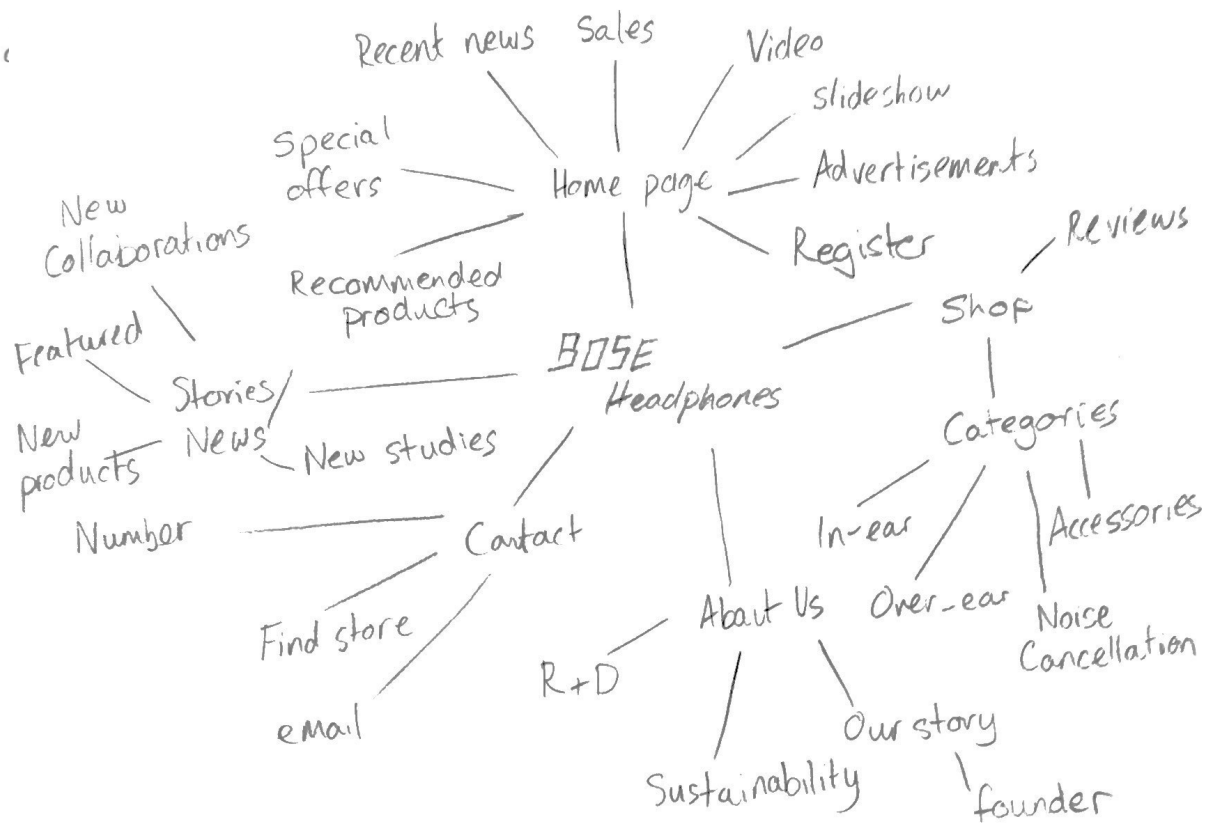 Recent news
Sales
Video
slideshow
Special
offers
Home page
Advertisements
New
Collaborations
Register
Reviews
Recommended
products
Shop
Featured
BOSE
Headphones
Stories/
News
New
products
New studies
Categories
Number
Contact
In-ear
Accessories
Find store
About Us
Over-ear
Noise
Cancellation
R+D
email
Our story
Sustainability
founder